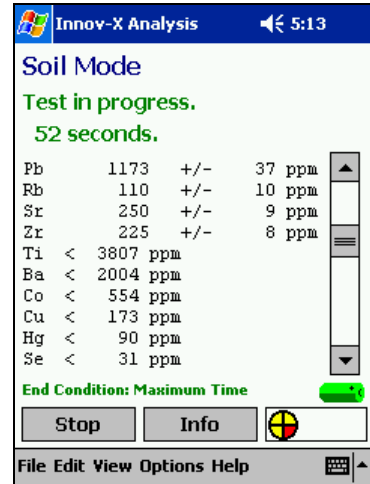 Innov-X Analysis 5:13
Soil Mode
Test in progress.
52 seconds.
Pb 1173 +/- 37 ppm
Rb 110 +/- 10 ppm
Sr 250 +/- 9 ppm
Zr 225 +/- 8 ppm
Ti < 3807 ppm
Ba < 2004 ppm
Co < 554 ppm
Cu < 173 ppm
Hg < 90 ppm
Se < 31 ppm
End Condition: Maximum Time
Stop Info
File Edit View Options Help